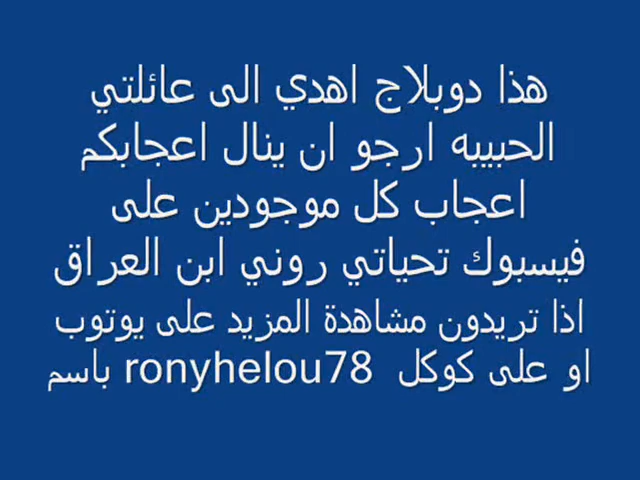 هذا دوبلاج اهدي الى عائلتي
الحبيبه ارجو ان ينال اعجابكم
اعجاب كل موجودين على
فيسبوك تحياتي روني ابن العراق
اذا تريدون مشاهدة المزيد على يوتوب
او على كوكل ronyhelou78 باسم